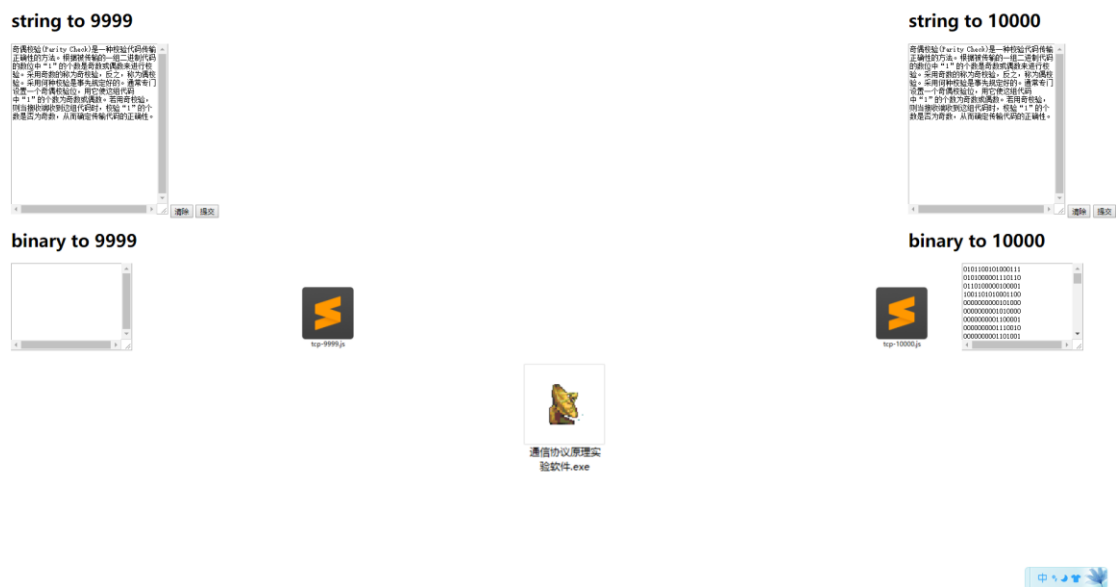 string to 9999
奇偶校验(Parity Check)是一种校验代码传输
正确性的方法。根据被传输的一组二进制代码
的数位中“1”的个数是奇数或偶数来进行校
验。采用奇数的称为奇校验，反之，称为偶校
验。采用何种校验是事先规定好的。通常专门
设置一个奇偶校验位，用它使这组代码
中“1”的个数为奇数或偶数。若用奇校验，
则当接收端收到这组代码时，校验“1”的个
数是否为奇数，从而确定传输代码的正确性。
清除 提交
string to 10000
奇偶校验(Parity Check)是一种校验代码传输
正确性的方法。根据被传输的一组二进制代码
的数位中“1”的个数是奇数或偶数来进行校
验。采用奇数的称为奇校验，反之，称为偶校
验。采用何种校验是事先规定好的。通常专门
设置一个奇偶校验位，用它使这组代码
中“1”的个数为奇数或偶数。若用奇校验，
则当接收端收到这组代码时，校验“1”的个
数是否为奇数，从而确定传输代码的正确性。
清除 提交
binary to 9999
binary to 10000
0101100101000111
0101000001110110
0110100000100001
1001101010001100
0000000000101000
0000000001010000
0000000001100001
0000000001110010
0000000001101001
tcp-9999.js
tcp-10000.js
通信协议原理实
验软件.exe
中